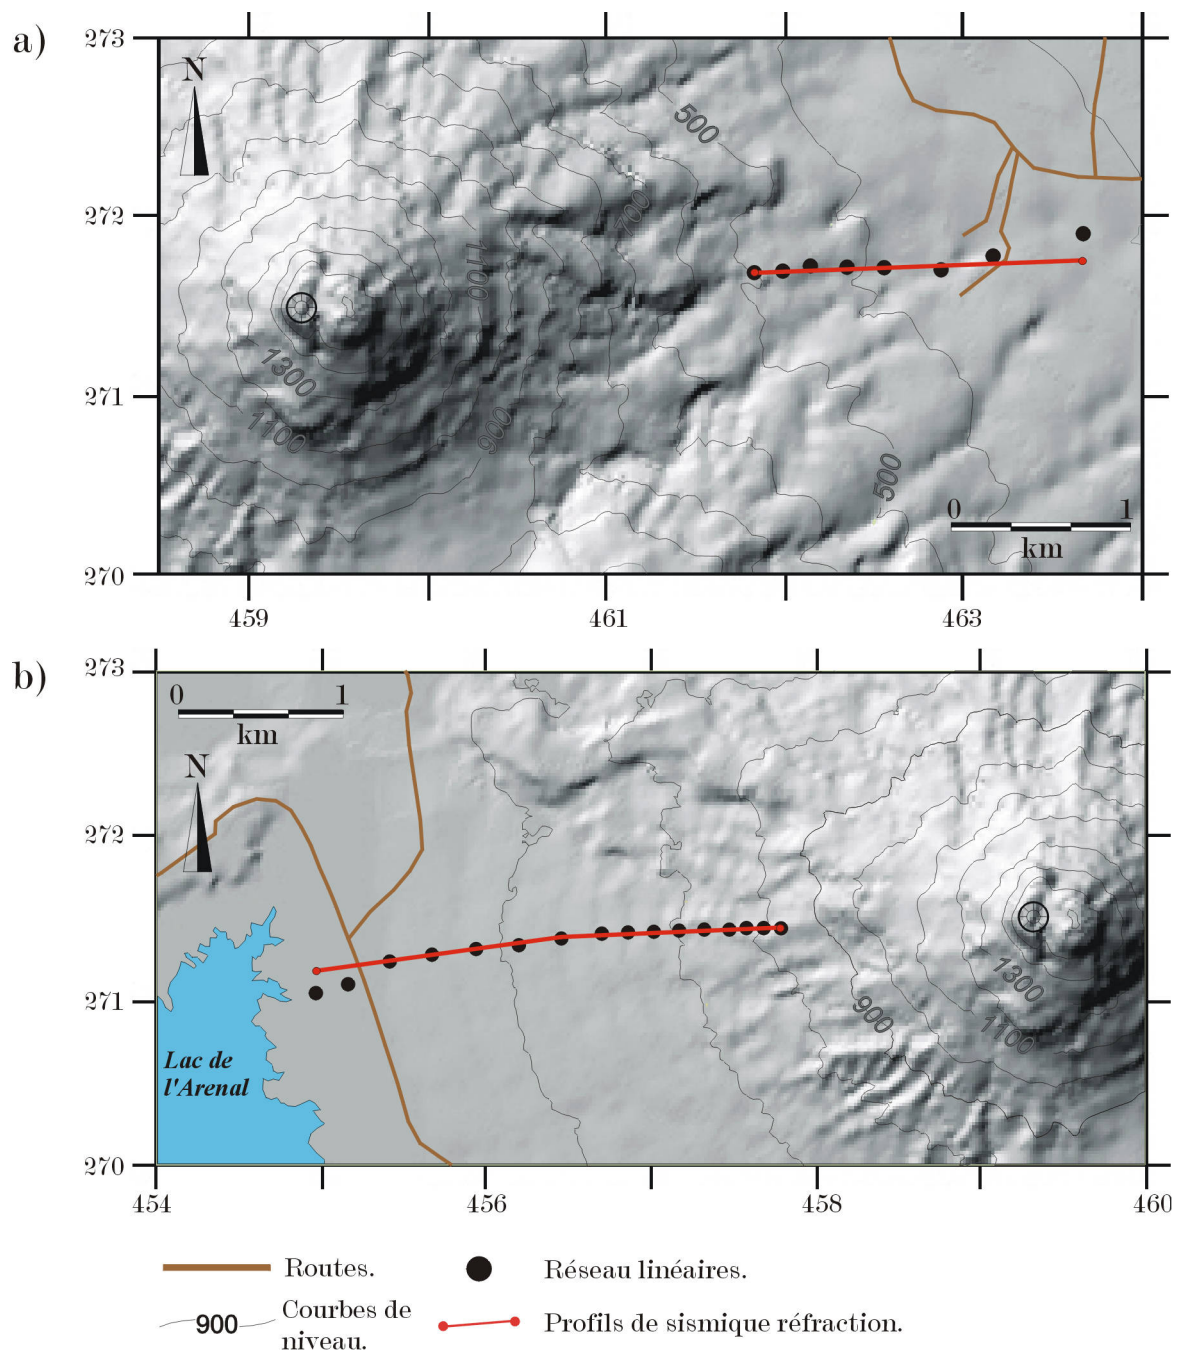 a)
273
N
500
700
272
1100
1300
271
1100
900
500
0 1
km
270
459 461 463
b)
273
0 1
km
N
272
1300
271
900
1100
Lac de
l'Arenal
270
454 456 458 460
Routes.
Réseau linéaires.
900
Courbes de
niveau.
Profils de sismique réfraction.